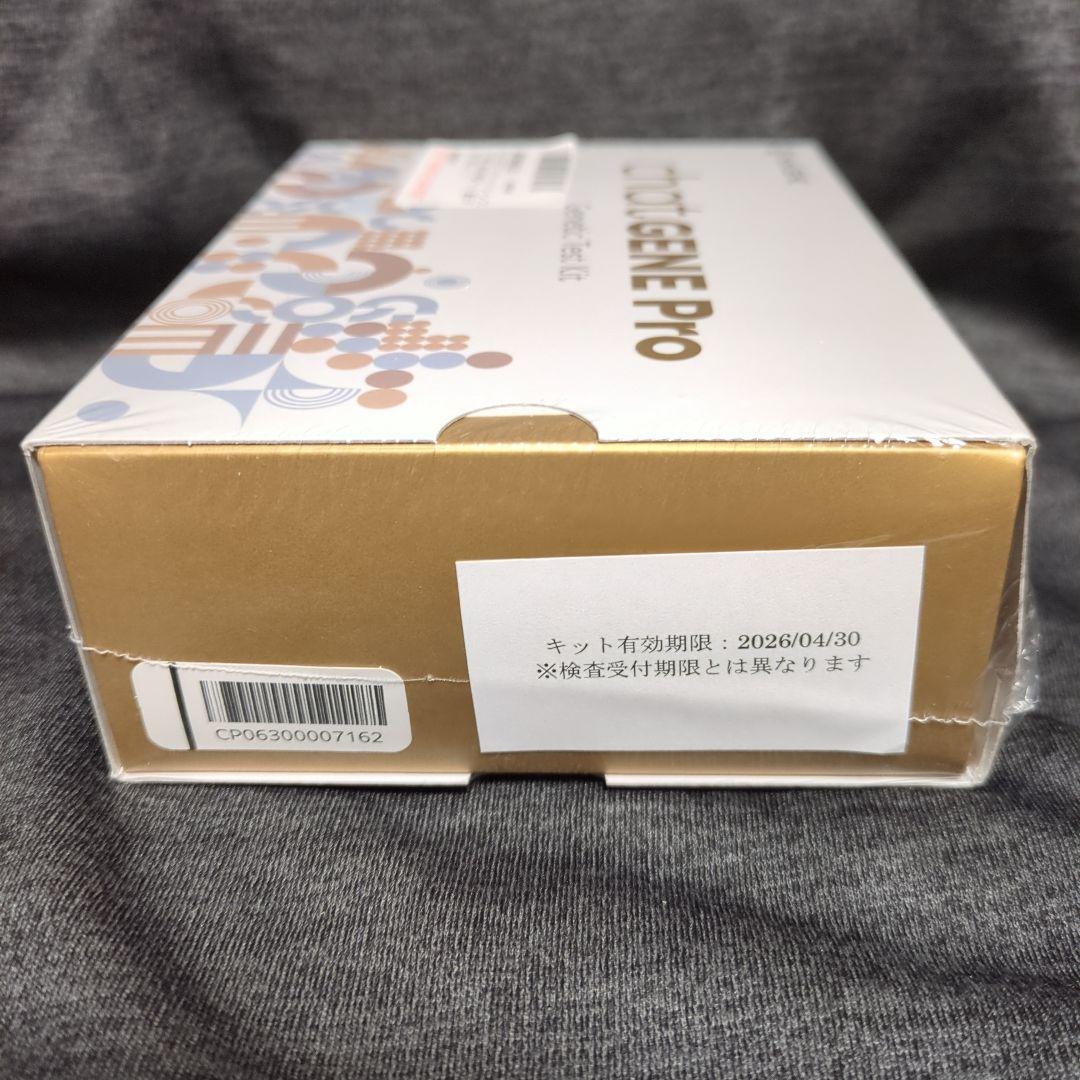 chatGENE Pro
Genetic Test Kit
キット有効期限：2026/04/30
※検査受付期限とは異なります
CP06300007162